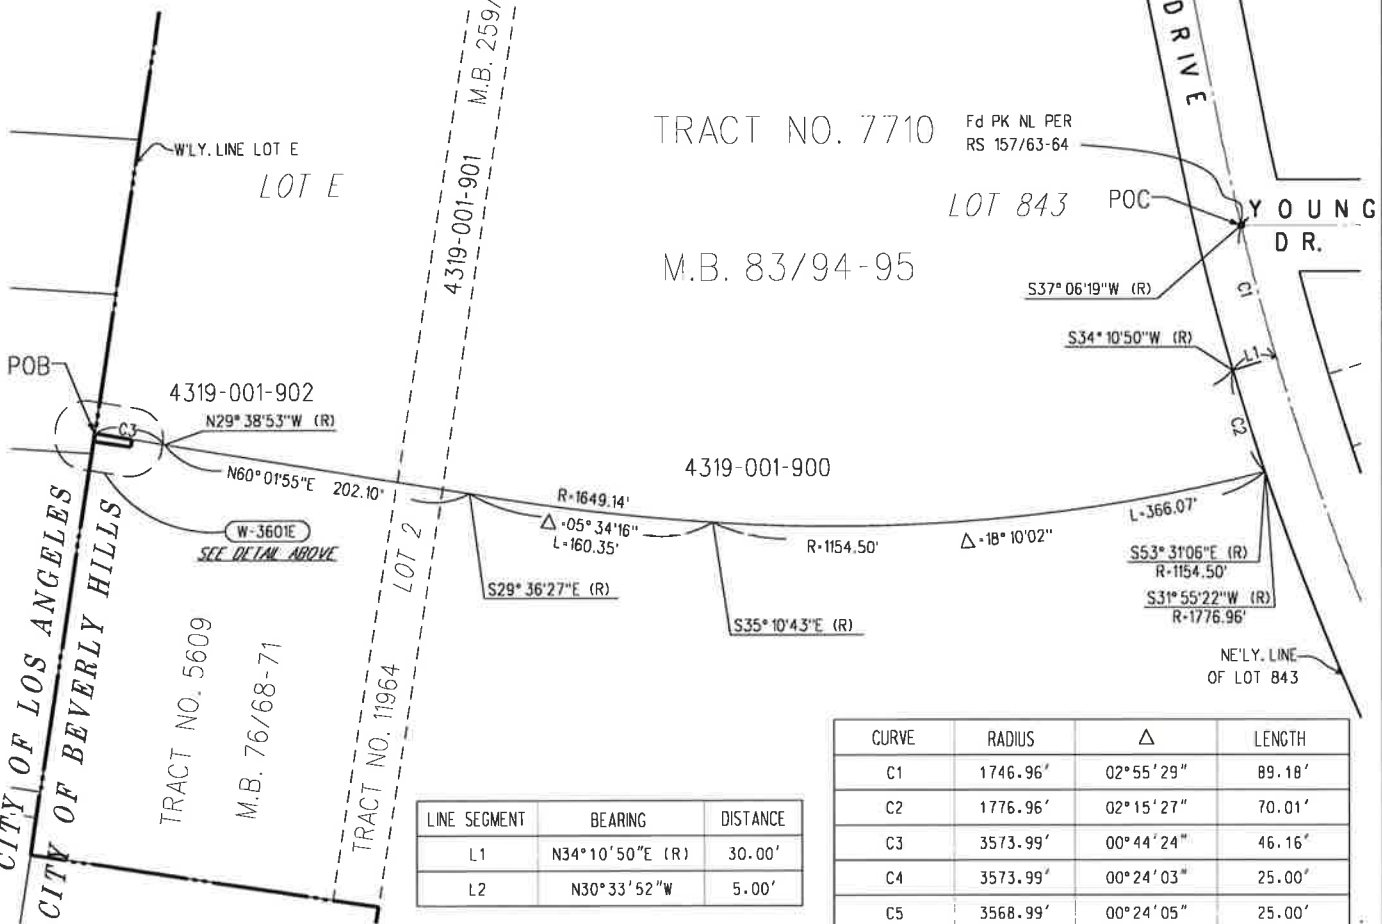 DRIVE
M.B. 259/
4319-001-901
TRACT NO. 7710
Fd PK NL PER
RS 157/63-64
W'LY. LINE LOT E
LOT E
LOT 843
POC
YOUNG
DR.
M.B. 83/94-95
S37°06'19"W (R)
C1
S34°10'50"W (R)
L1
POB
4319-001-902
C3
N29°38'53"W (R)
C2
N60°01'55"E 202.10'
4319-001-900
R=1649.14'
Δ=05°34'16"
L=160.35'
R=1154.50'
Δ=18°10'02"
L=366.07'
W-3601E
SEE DETAIL ABOVE
LOT 2
S53°31'06"E (R)
R=1154.50'
S29°36'27"E (R)
S31°55'22"W (R)
R=1776.96'
S35°10'43"E (R)
NE'LY. LINE
OF LOT 843
CITY OF LOS ANGELES
CITY OF BEVERLY HILLS
TRACT NO. 5609
M.B. 76/68-71
TRACT NO. 11964
LINE SEGMENT BEARING DISTANCE
L1 N34°10'50"E (R) 30.00'
L2 N30°33'52"W 5.00'
CURVE RADIUS Δ LENGTH
C1 1746.96' 02°55'29" 89.18'
C2 1776.96' 02°15'27" 70.01'
C3 3573.99' 00°44'24" 46.16'
C4 3573.99' 00°24'03" 25.00'
C5 3568.99' 00°24'05" 25.00'